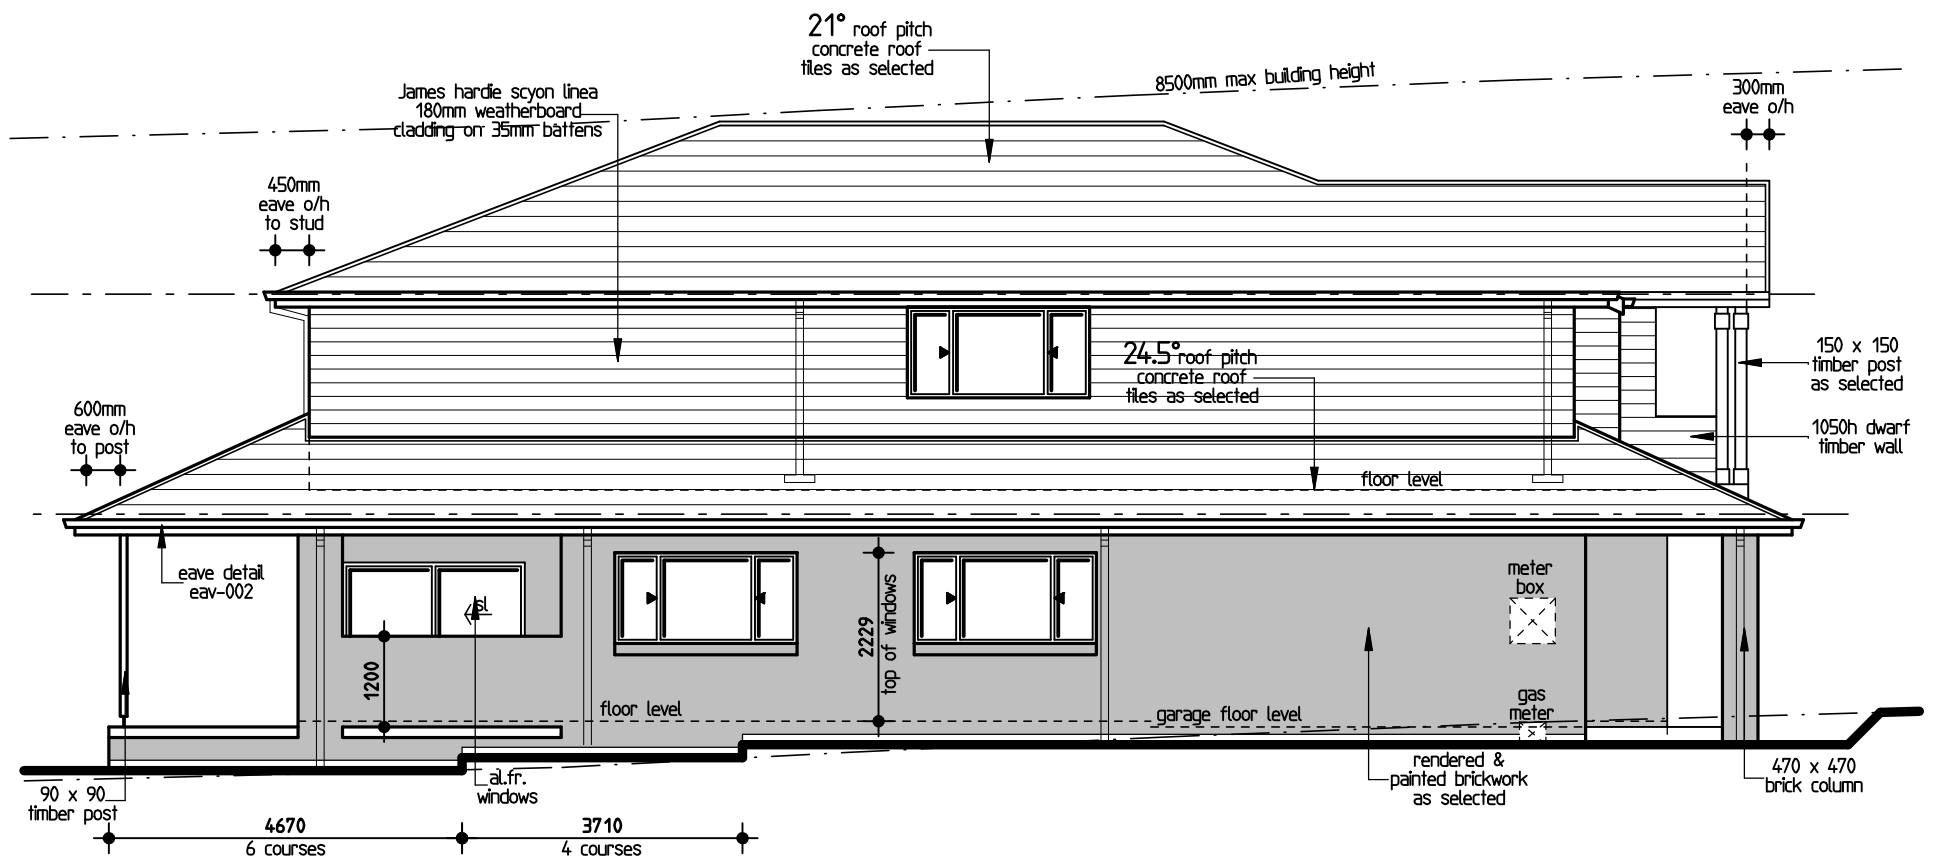 21° roof pitch
concrete roof
tiles as selected
8500mm max building height
James hardie scyon linea
180mm weatherboard
cladding on 35mm battens
300mm
eave o/h
450mm
eave o/h
to stud
24.5° roof pitch
concrete roof
tiles as selected
150 x 150
timber post
as selected
600mm
eave o/h
to post
1050h dwarf
timber wall
floor level
eave detail
eav-002
sl
2229
top of windows
meter
box
1200
floor level
garage floor level
gas
meter
90 x 90
timber post
al.fr.
windows
rendered &
painted brickwork
as selected
470 x 470
brick column
4670
6 courses
3710
4 courses